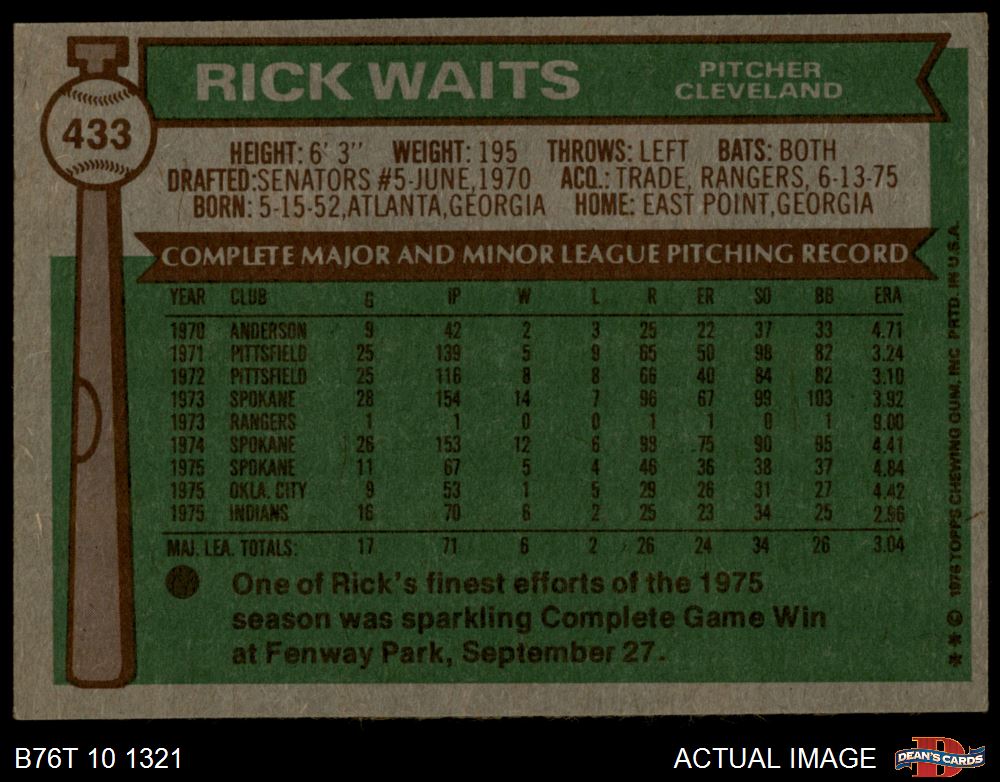 RICK WAITS
PITCHER
CLEVELAND
433
HEIGHT: 6' 3" WEIGHT: 195 THROWS: LEFT BATS: BOTH
DRAFTED:SENATORS #5-JUNE,1970 ACQ.: TRADE, RANGERS, 6-13-75
BORN: 5-15-52,ATLANTA,GEORGIA HOME: EAST POINT,GEORGIA
COMPLETE MAJOR AND MINOR LEAGUE PITCHING RECORD
YEAR CLUB G IP W L R ER SO BB ERA
1970 ANDERSON 9 42 2 3 25 22 37 33 4.71
1971 PITTSFIELD 25 139 5 9 65 50 98 82 3.24
1972 PITTSFIELD 25 116 8 8 66 40 84 82 3.10
1973 SPOKANE 28 154 14 7 96 67 99 103 3.92
1973 RANGERS 1 1 0 0 1 1 0 1 9.00
1974 SPOKANE 26 153 12 6 99 75 90 95 4.41
1975 SPOKANE 11 67 5 4 46 36 38 37 4.84
1975 OKLA. CITY 9 53 1 5 29 26 31 27 4.42
1975 INDIANS 16 70 6 2 25 23 34 25 2.96
MAJ. LEA. TOTALS: 17 71 6 2 26 24 34 26 3.04
One of Rick's finest efforts of the 1975
season was sparkling Complete Game Win
at Fenway Park, September 27.
* * © 1976 TOPPS CHEWING GUM, INC PRTD. IN U.S.A.
B76T 10 1321
ACTUAL IMAGE
D
DEAN'S CARDS